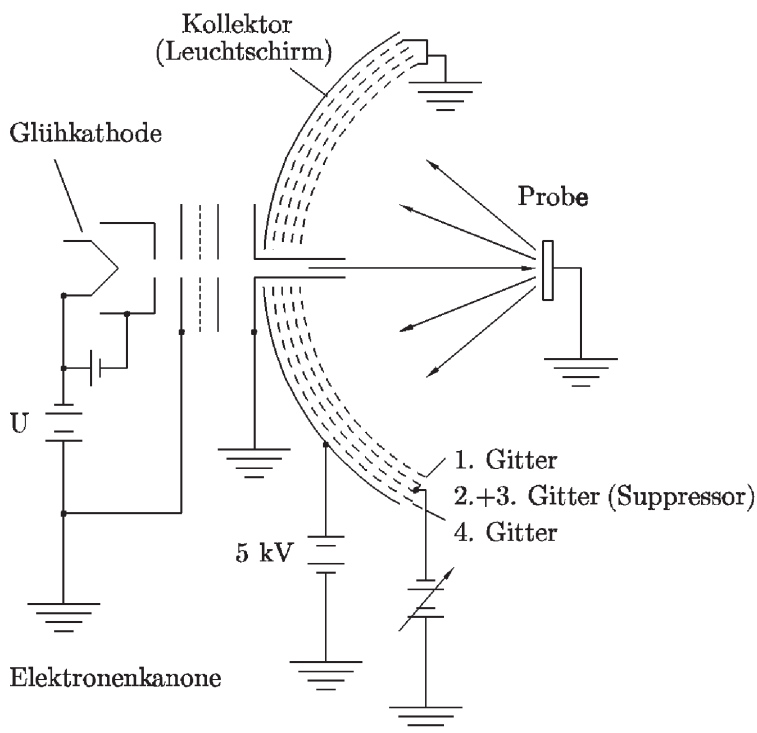 Kollektor
(Leuchtschirm)
Glühkathode
Probe
U
1. Gitter
2.+3. Gitter (Suppressor)
4. Gitter
5 kV
Elektronenkanone